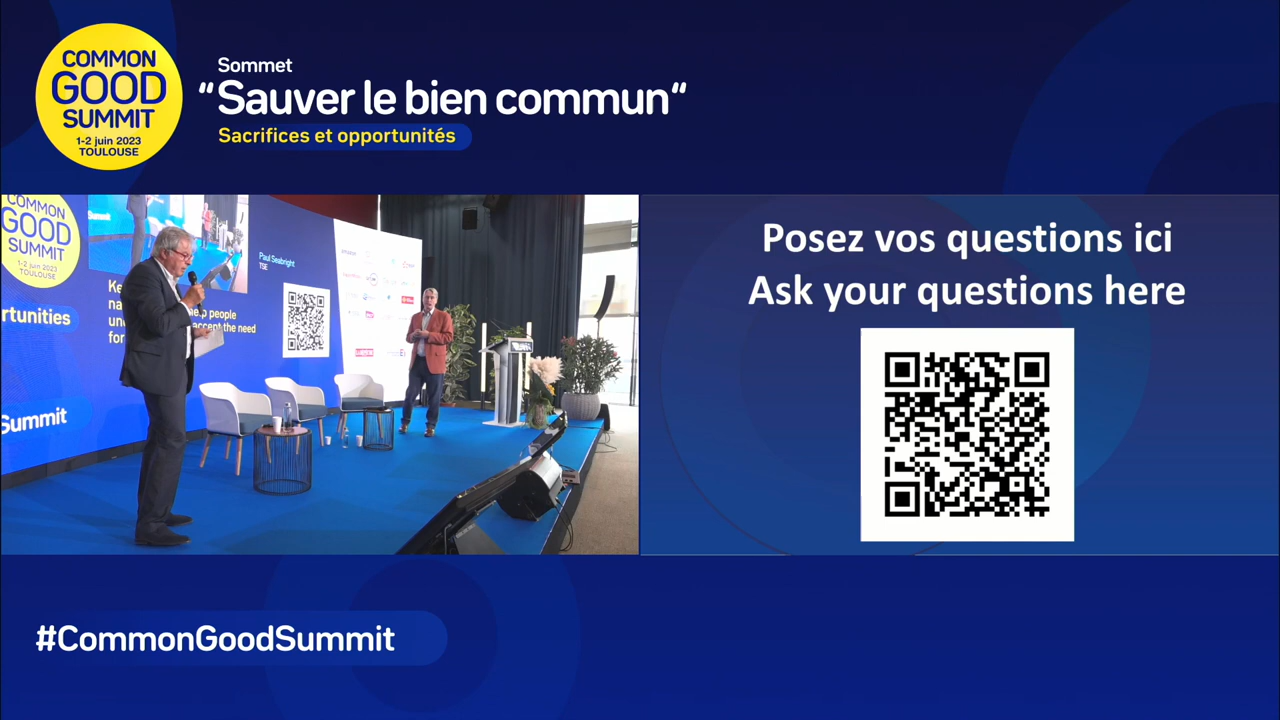 COMMON
GOOD
SUMMIT
1-2 juin 2023
TOULOUSE
Sommet
“Sauver le bien commun“
Sacrifices et opportunités
COMMON
GOOD
SUMMIT
1-2 juin 2023
TOULOUSE
Paul Seabright
TSE
people
accept the need
for
rtunities
Summit
Posez vos questions ici
Ask your questions here
#CommonGoodSummit